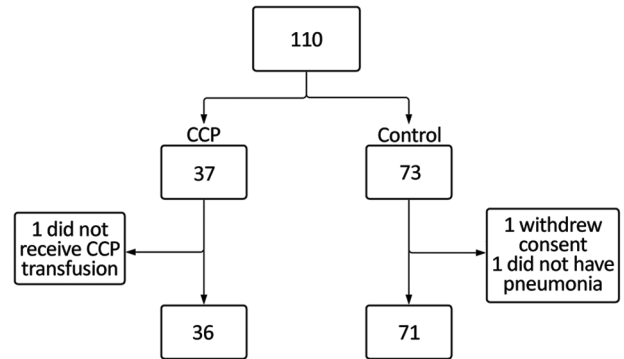 110
CCP
Control
37
73
1 did not
receive CCP
transfusion
1 withdrew
consent
1 did not have
pneumonia
36
71